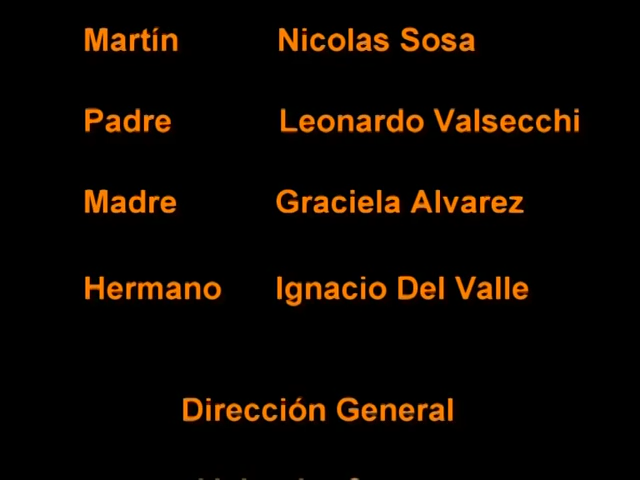 Martín Nicolas Sosa
Padre Leonardo Valsecchi
Madre Graciela Alvarez
Hermano Ignacio Del Valle
Dirección General